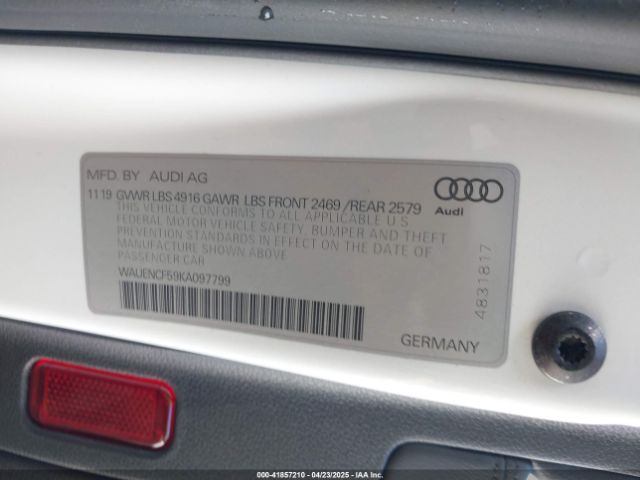 MFD. BY AUDI AG
1119 GVWR LBS 4916 GAWR LBS FRONT 2469 /REAR 2579
THIS VEHICLE CONFORMS TO ALL APPLICABLE U S
FEDERAL MOTOR VEHICLE SAFETY, BUMPER AND THEFT
PREVENTION STANDARDS IN EFFECT ON THE DATE OF
MANUFACTURE SHOWN ABOVE
PASSENGER CAR
WAUENCF59KA097799
Audi
4831817
GERMANY
000-41857210 - 04/23/2025 - IAAI.COM